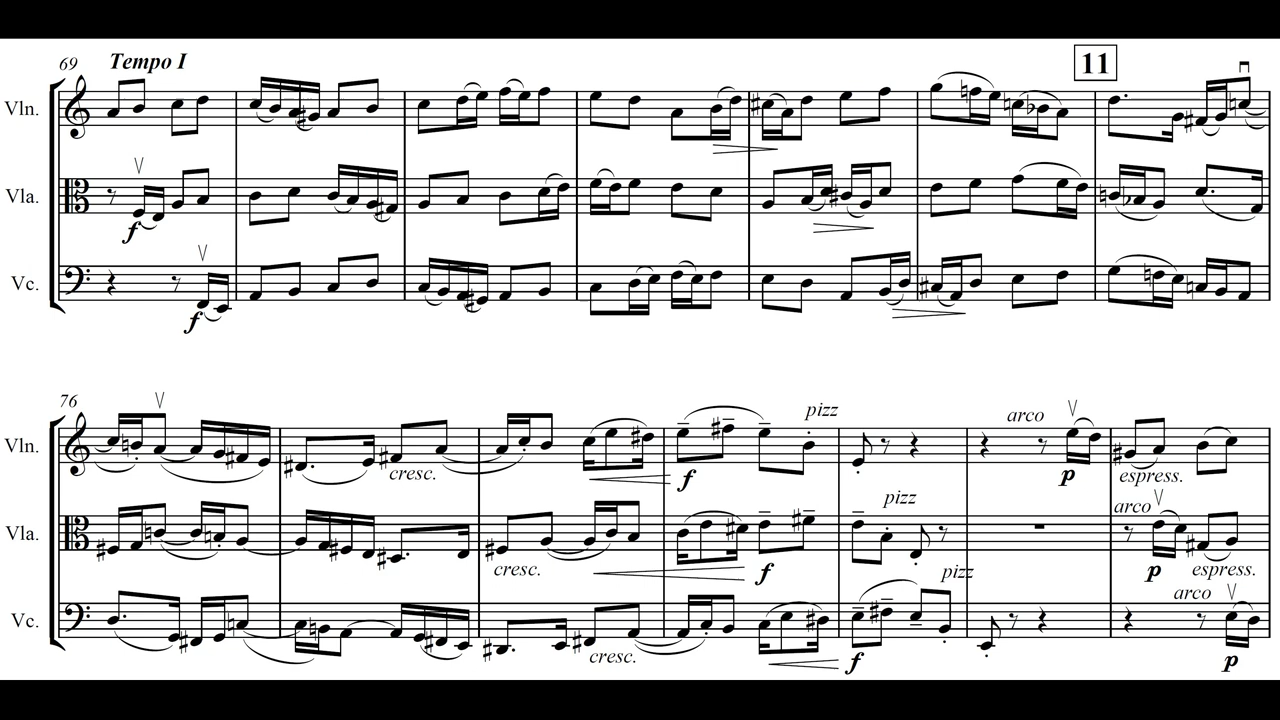 69 Tempo I 11
Vln.
Vla.
f
Vc.
f
76
pizz
arco
Vln.
cresc.
f
p
espress.
pizz
arco
Vla.
cresc.
f
p
espress.
pizz
arco
Vc.
cresc.
f
p